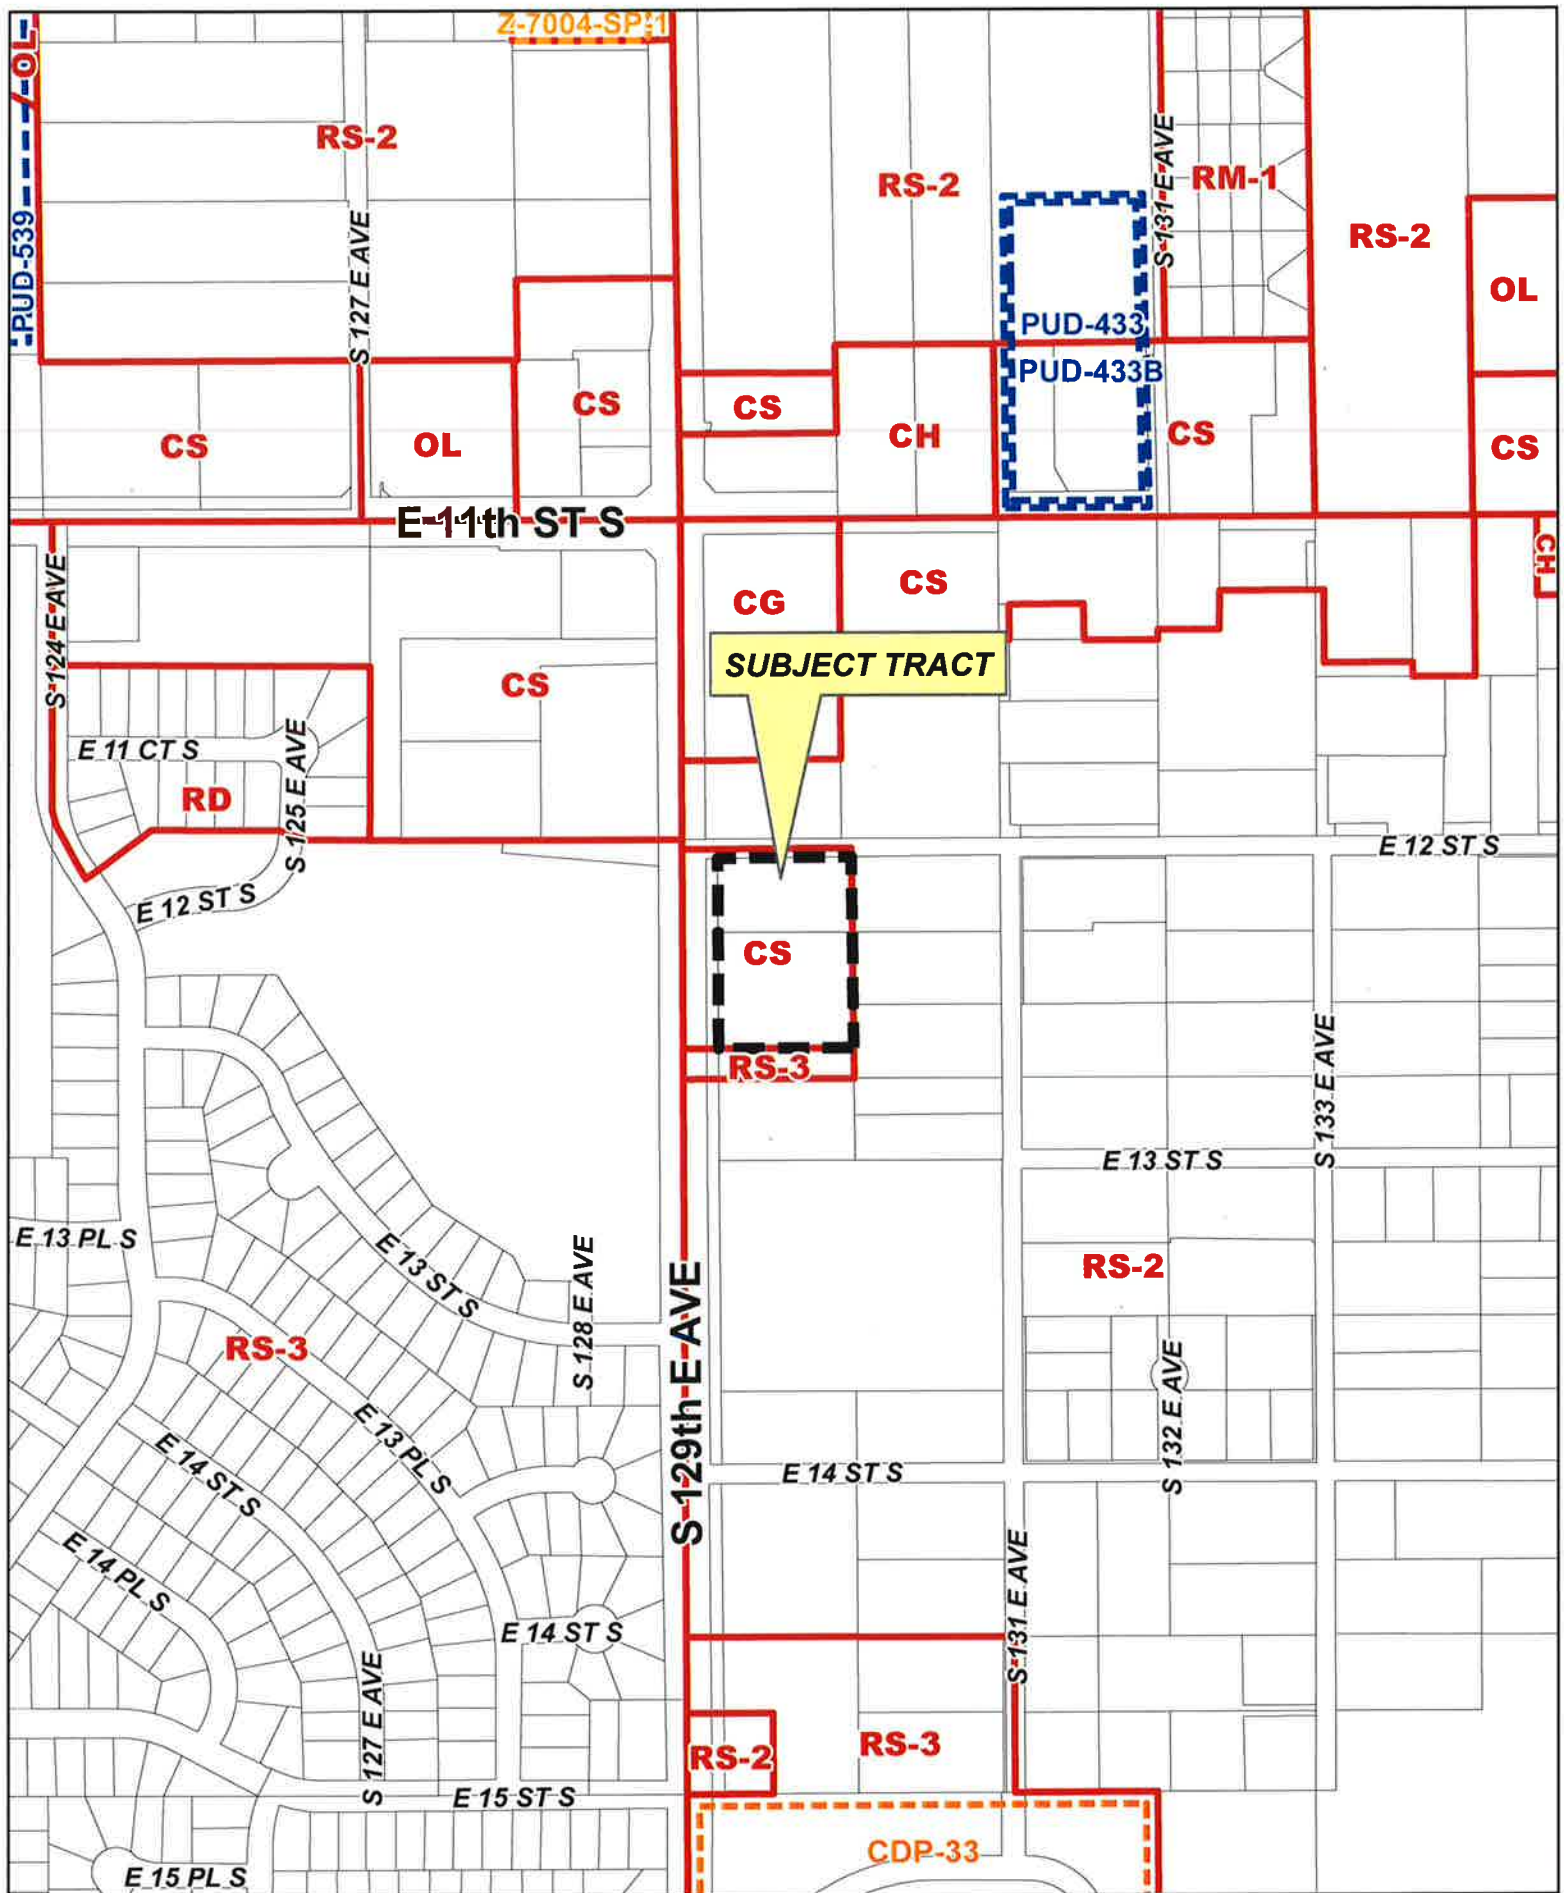 Z-7004-SP-1
OL
PUD-539
RS-2
S 127 E AVE
RS-2
S 131 E AVE
RM-1
RS-2
OL
PUD-433
PUD-433B
CS
OL
CS
CS
CH
CS
CS
E 11th ST S
S 124 E AVE
CS
CG
CS
CH
SUBJECT TRACT
E 11 CT S
S 125 E AVE
RD
E 12 ST S
E 12 ST S
CS
RS-3
S 133 E AVE
E 13 ST S
E 13 PL S
E 13 ST S
S 128 E AVE
S 129th E AVE
RS-2
RS-3
E 13 PL S
S 132 E AVE
E 14 ST S
E 14 ST S
E 14 PL S
E 14 ST S
S 131 E AVE
S 127 E AVE
RS-2
RS-3
E 15 ST S
CDP-33
E 15 PL S